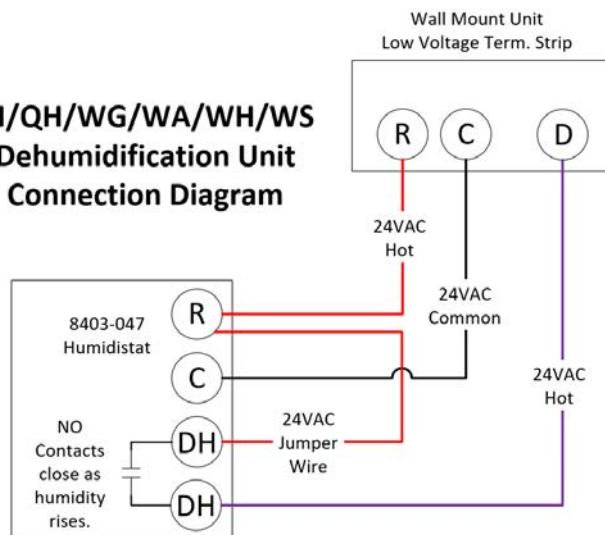 Wall Mount Unit
Low Voltage Term. Strip
/QH/WG/WA/WH/WS
Dehumidification Unit
Connection Diagram
R
C
D
24VAC
Hot
24VAC
Common
24VAC
Hot
8403-047
Humidistat
R
C
DH
DH
24VAC
Jumper
Wire
NO
Contacts
close as
humidity
rises.